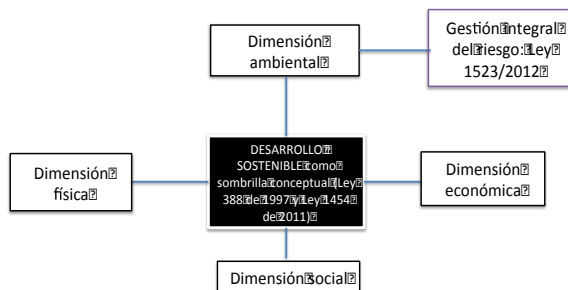 Dimensión
ambiental
Gestión integral
del riesgo: Ley
1523/2012
Dimensión
física
DESARROLLO
SOSTENIBLE como
sombrilla conceptual (Ley
388 de 1997 y Ley 1454
de 2011)
Dimensión
económica
Dimensión social